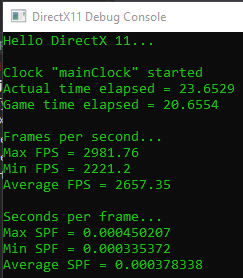 DirectX11 Debug Console
Hello DirectX 11...
Clock "mainClock" started
Actual time elapsed = 23.6529
Game time elapsed = 20.6554
Frames per second...
Max FPS = 2981.76
Min FPS = 2221.2
Average FPS = 2657.35
Seconds per frame...
Max SPF = 0.000450207
Min SPF = 0.000335372
Average SPF = 0.000378338